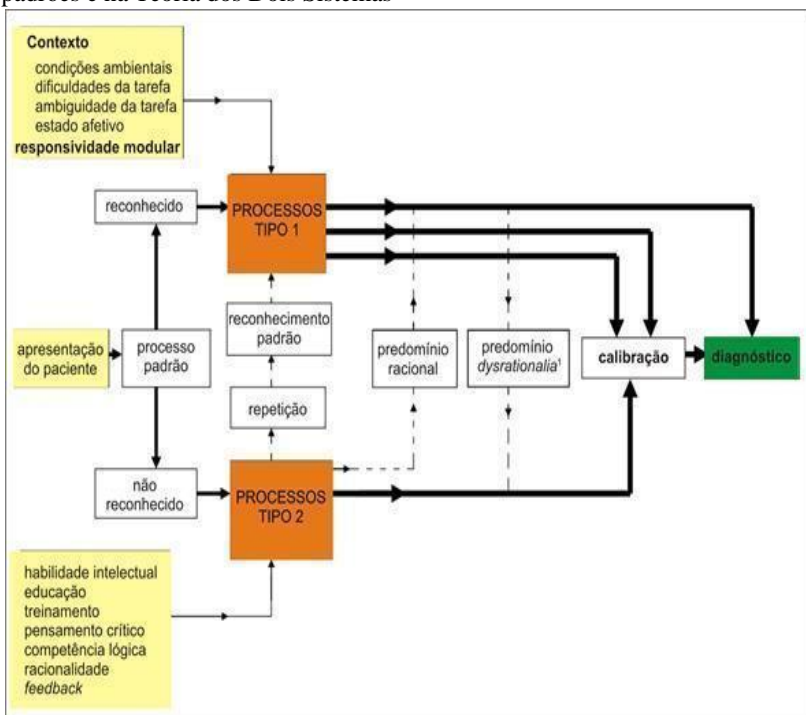 padrões e na Teoria dos Dois Sistemas
Contexto
condições ambientais
dificuldades da tarefa
ambiguidade da tarefa
estado afetivo
responsividade modular
reconhecido
PROCESSOS
TIPO 1
apresentação
do paciente
processo
padrão
reconhecimento
padrão
predomínio
racional
predomínio
dysrationalia¹
calibração
diagnóstico
repetição
não
reconhecido
PROCESSOS
TIPO 2
habilidade intelectual
educação
treinamento
pensamento crítico
competência lógica
racionalidade
feedback